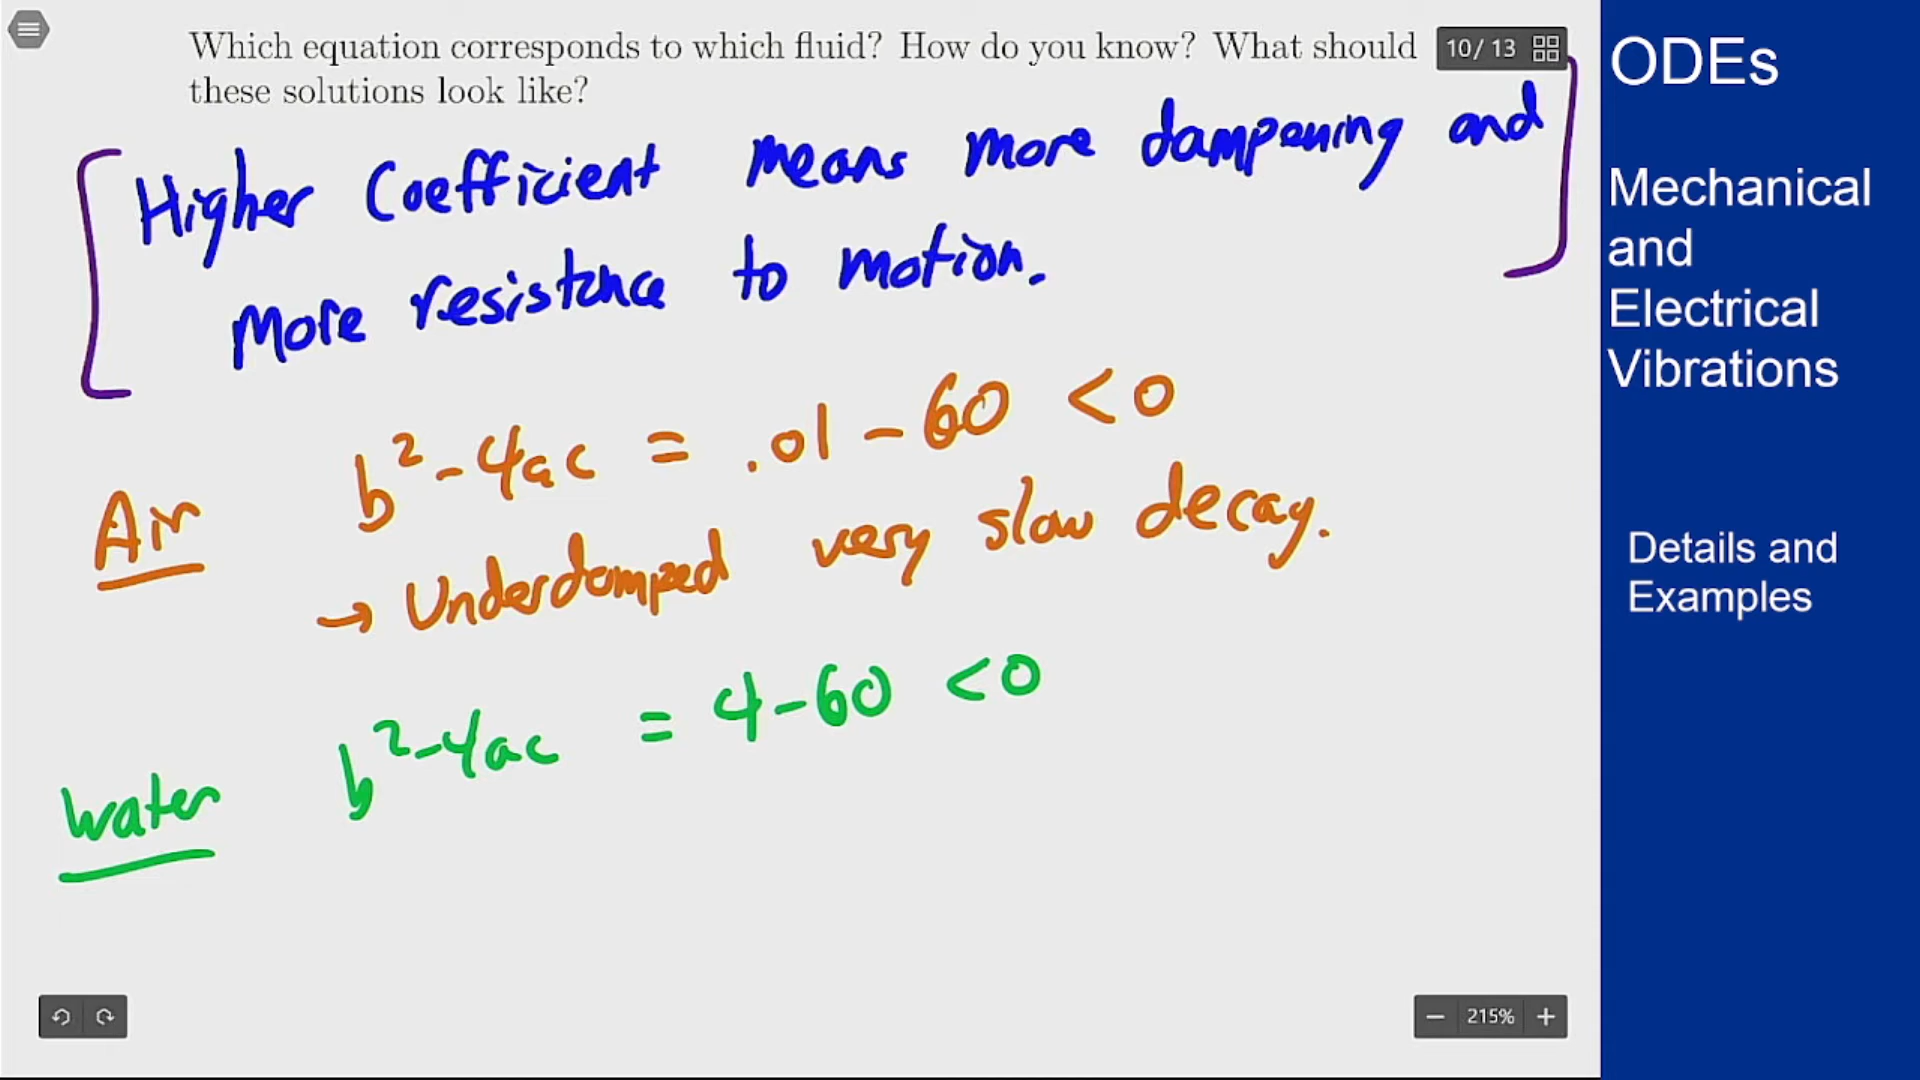 Which equation corresponds to which fluid? How do you know? What should
these solutions look like?
10/ 13
Higher Coefficient means more dampening and
more resistance to motion.
Air
b²-4ac = .01 - 60 < 0
→ Underdamped very slow decay.
Water
b²-4ac = 4-60 < 0
215%
ODEs
Mechanical
and
Electrical
Vibrations
Details and
Examples